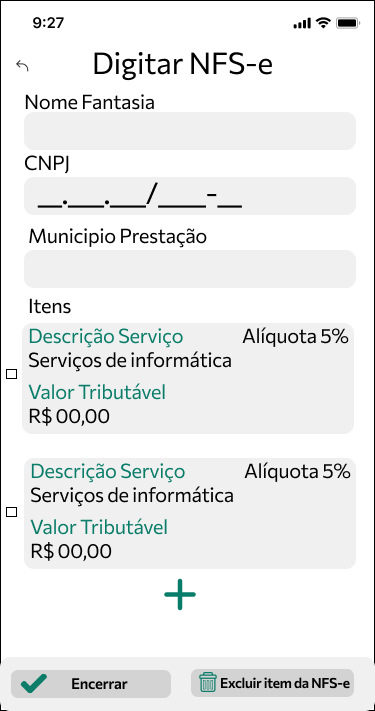 9:27
Digitar NFS-e
Nome Fantasia
CNPJ
__.___.___/____-__
Municipio Prestação
Itens
Descrição Serviço Alíquota 5%
Serviços de informática
Valor Tributável
R$ 00,00
Descrição Serviço Alíquota 5%
Serviços de informática
Valor Tributável
R$ 00,00
Encerrar Excluir item da NFS-e